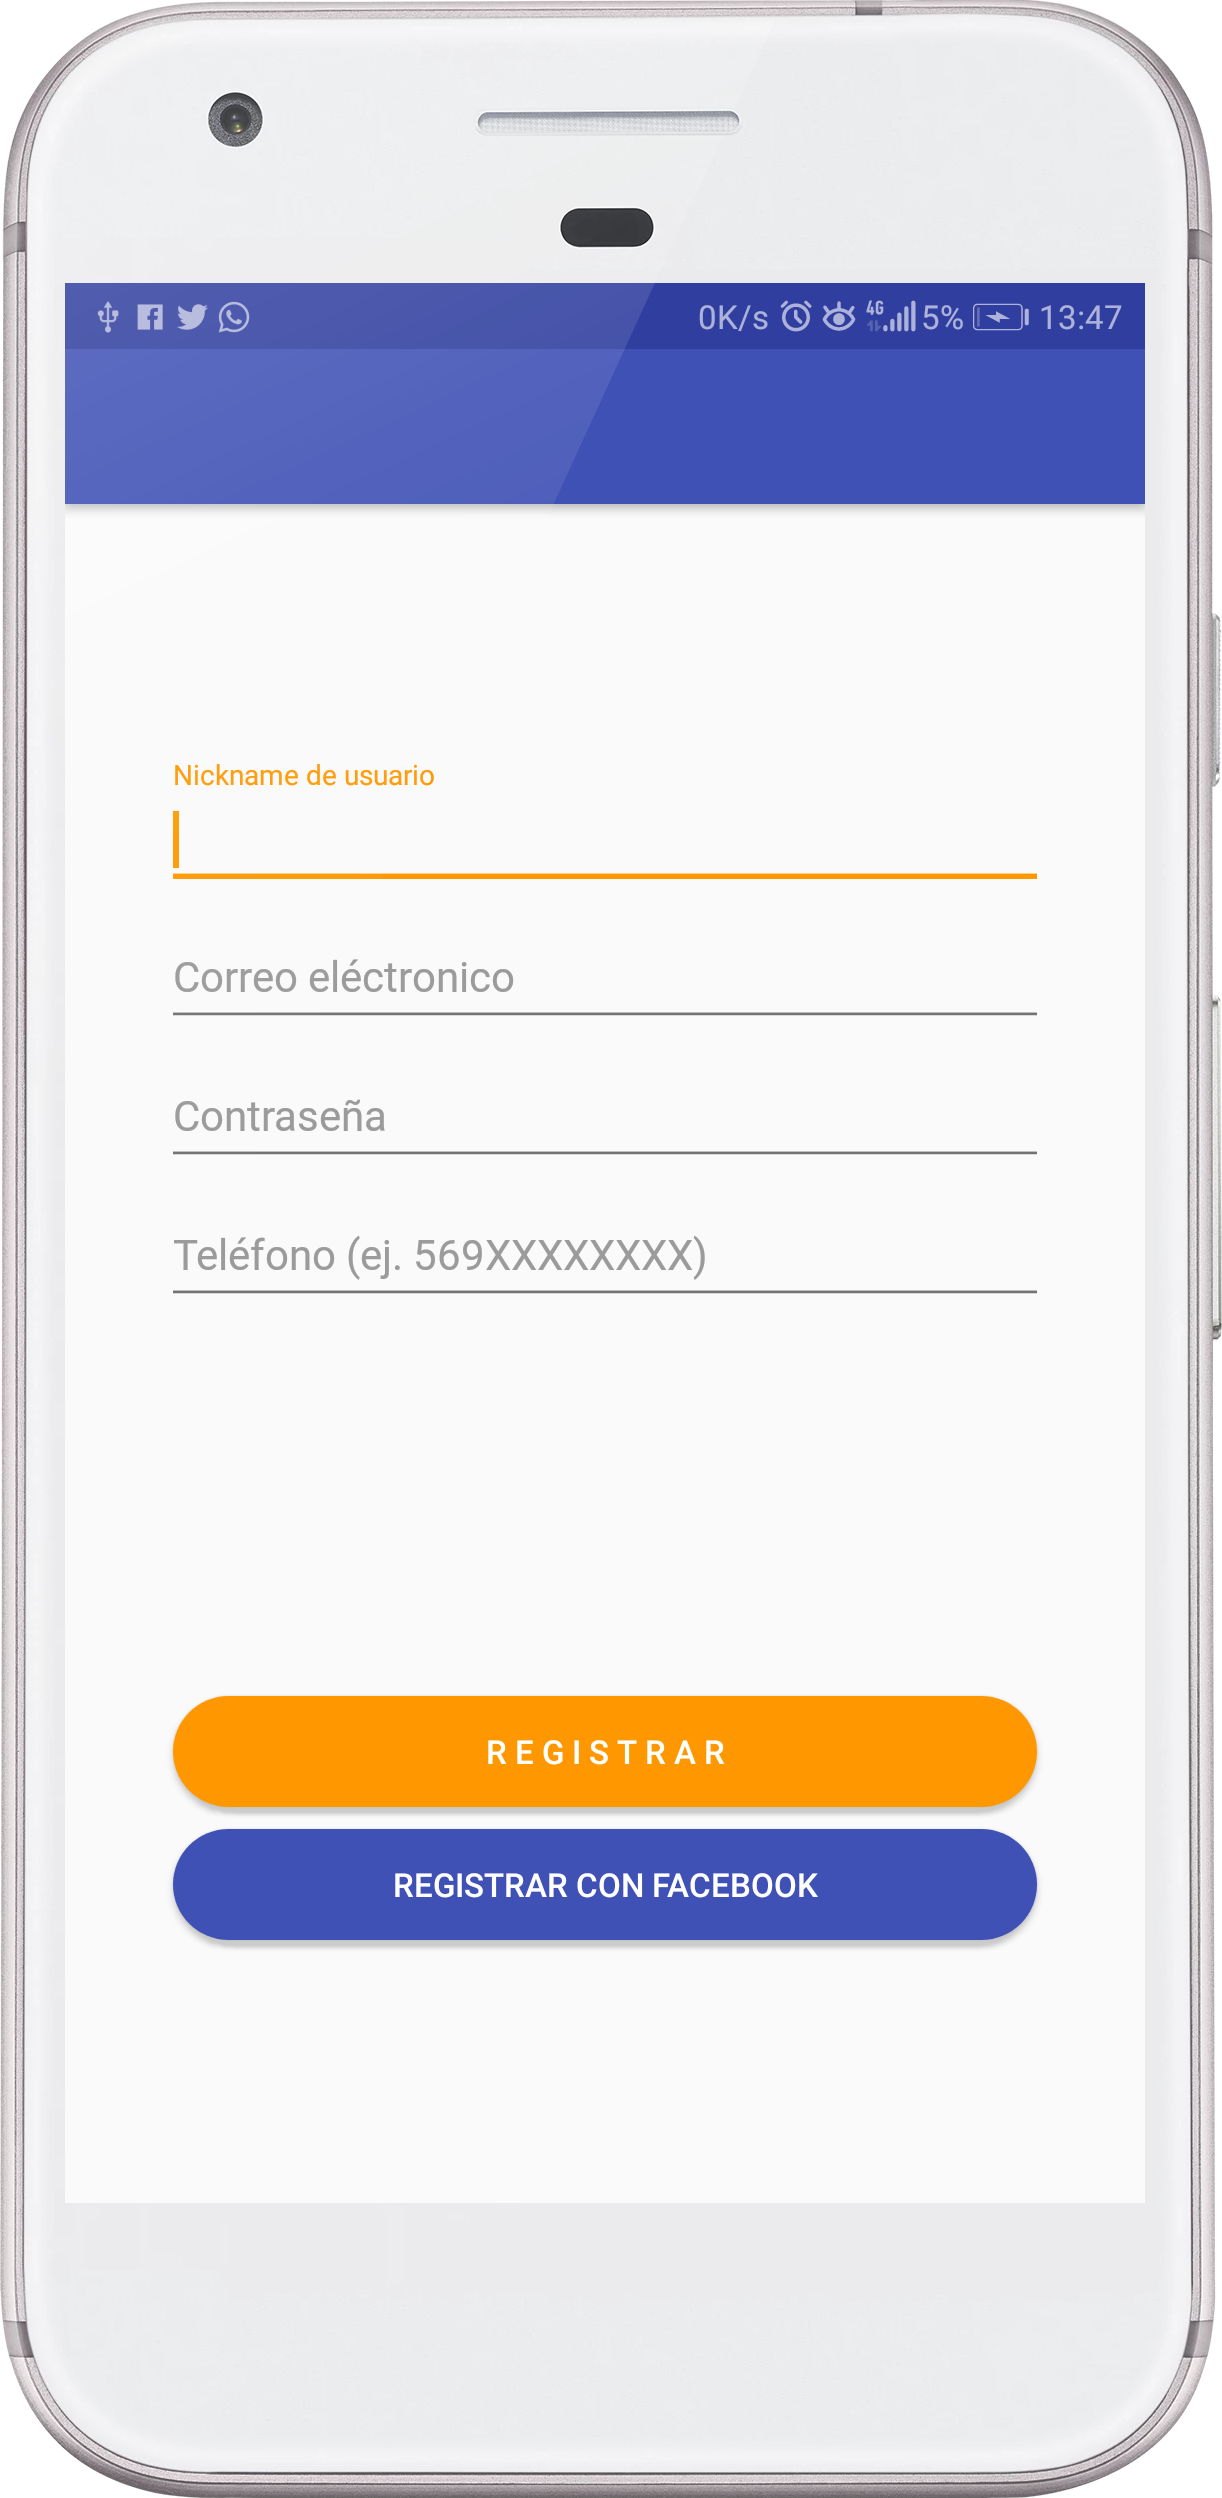 0K/s 4G 5% 13:47
Nickname de usuario
Correo eléctronico
Contraseña
Teléfono (ej. 569XXXXXXXX)
REGISTRAR
REGISTRAR CON FACEBOOK